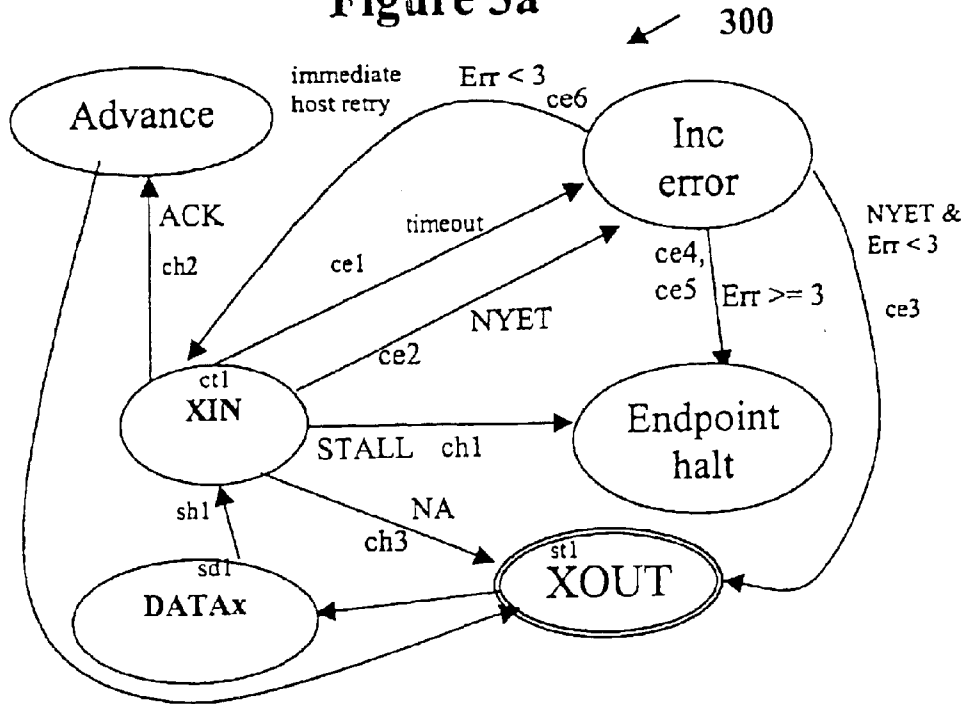 Figure 3a
300
immediate
host retry
Err < 3
ce6
Advance
Inc
error
ACK
ch2
timeout
ce1
NYET &
Err < 3
ce3
ce4,
ce5
Err >= 3
NYET
ce2
ct1
XIN
Endpoint
halt
STALL ch1
sh1
NA
ch3
st1
XOUT
sd1
DATAx